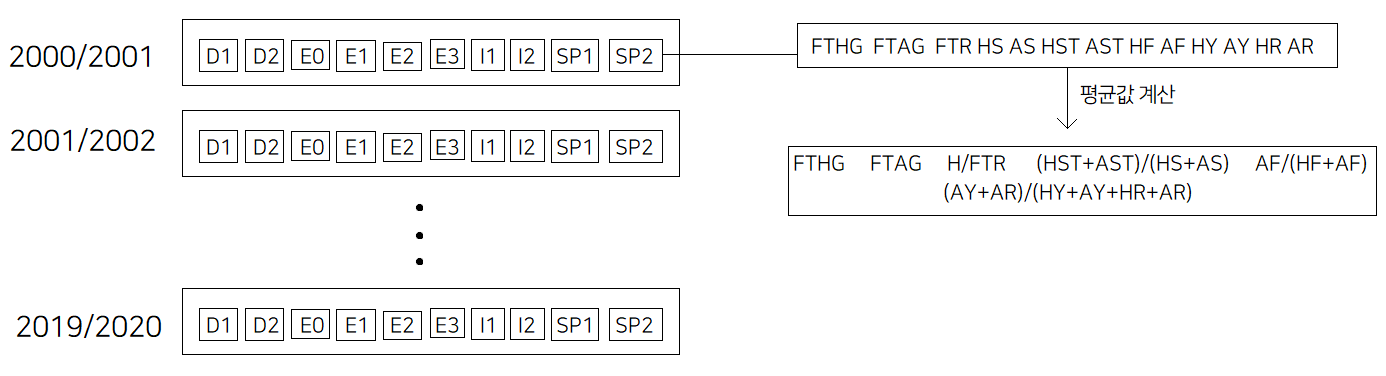 2000/2001 D1 D2 E0 E1 E2 E3 I1 I2 SP1 SP2
FTHG FTAG FTR HS AS HST AST HF AF HY AY HR AR
평균값 계산
2001/2002 D1 D2 E0 E1 E2 E3 I1 I2 SP1 SP2
FTHG FTAG H/FTR (HST+AST)/(HS+AS) AF/(HF+AF)
(AY+AR)/(HY+AY+HR+AR)
2019/2020 D1 D2 E0 E1 E2 E3 I1 I2 SP1 SP2